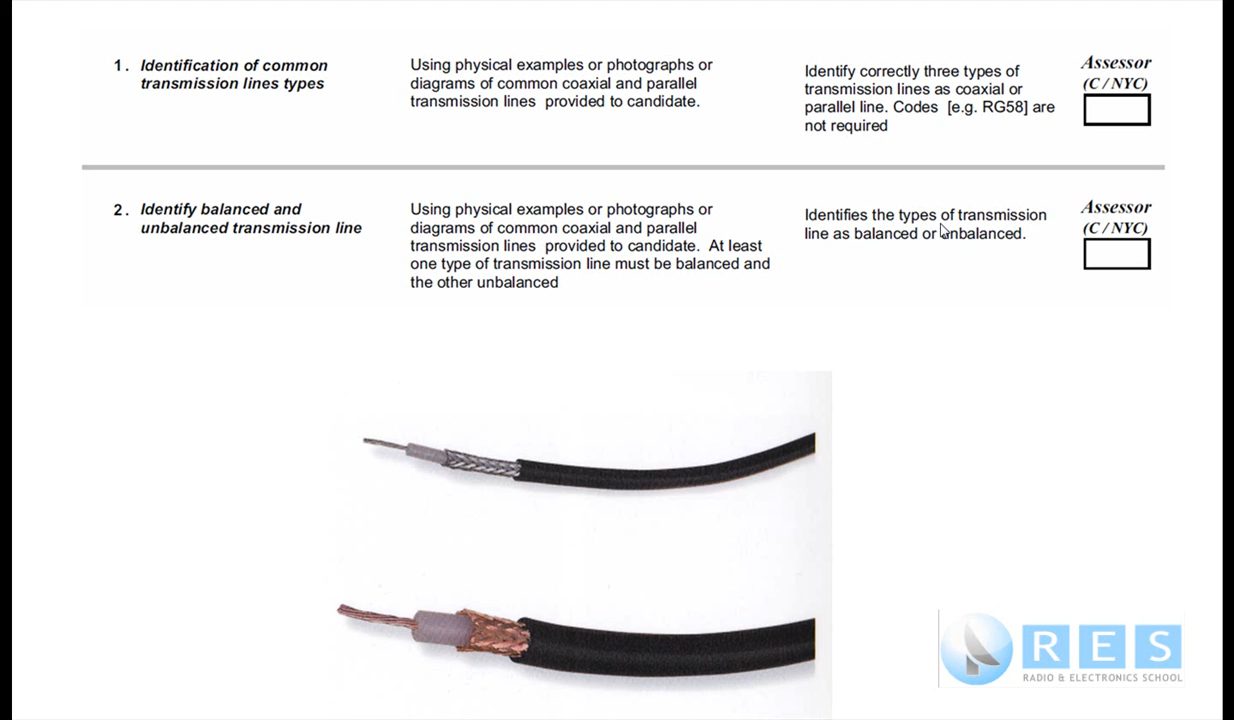 1. Identification of common
transmission lines types
Using physical examples or photographs or
diagrams of common coaxial and parallel
transmission lines provided to candidate.
Identify correctly three types of
transmission lines as coaxial or
parallel line. Codes [e.g. RG58] are
not required
Assessor
(C / NYC)
2. Identify balanced and
unbalanced transmission line
Using physical examples or photographs or
diagrams of common coaxial and parallel
transmission lines provided to candidate. At least
one type of transmission line must be balanced and
the other unbalanced
Identifies the types of transmission
line as balanced or unbalanced.
Assessor
(C / NYC)
RES
RADIO & ELECTRONICS SCHOOL